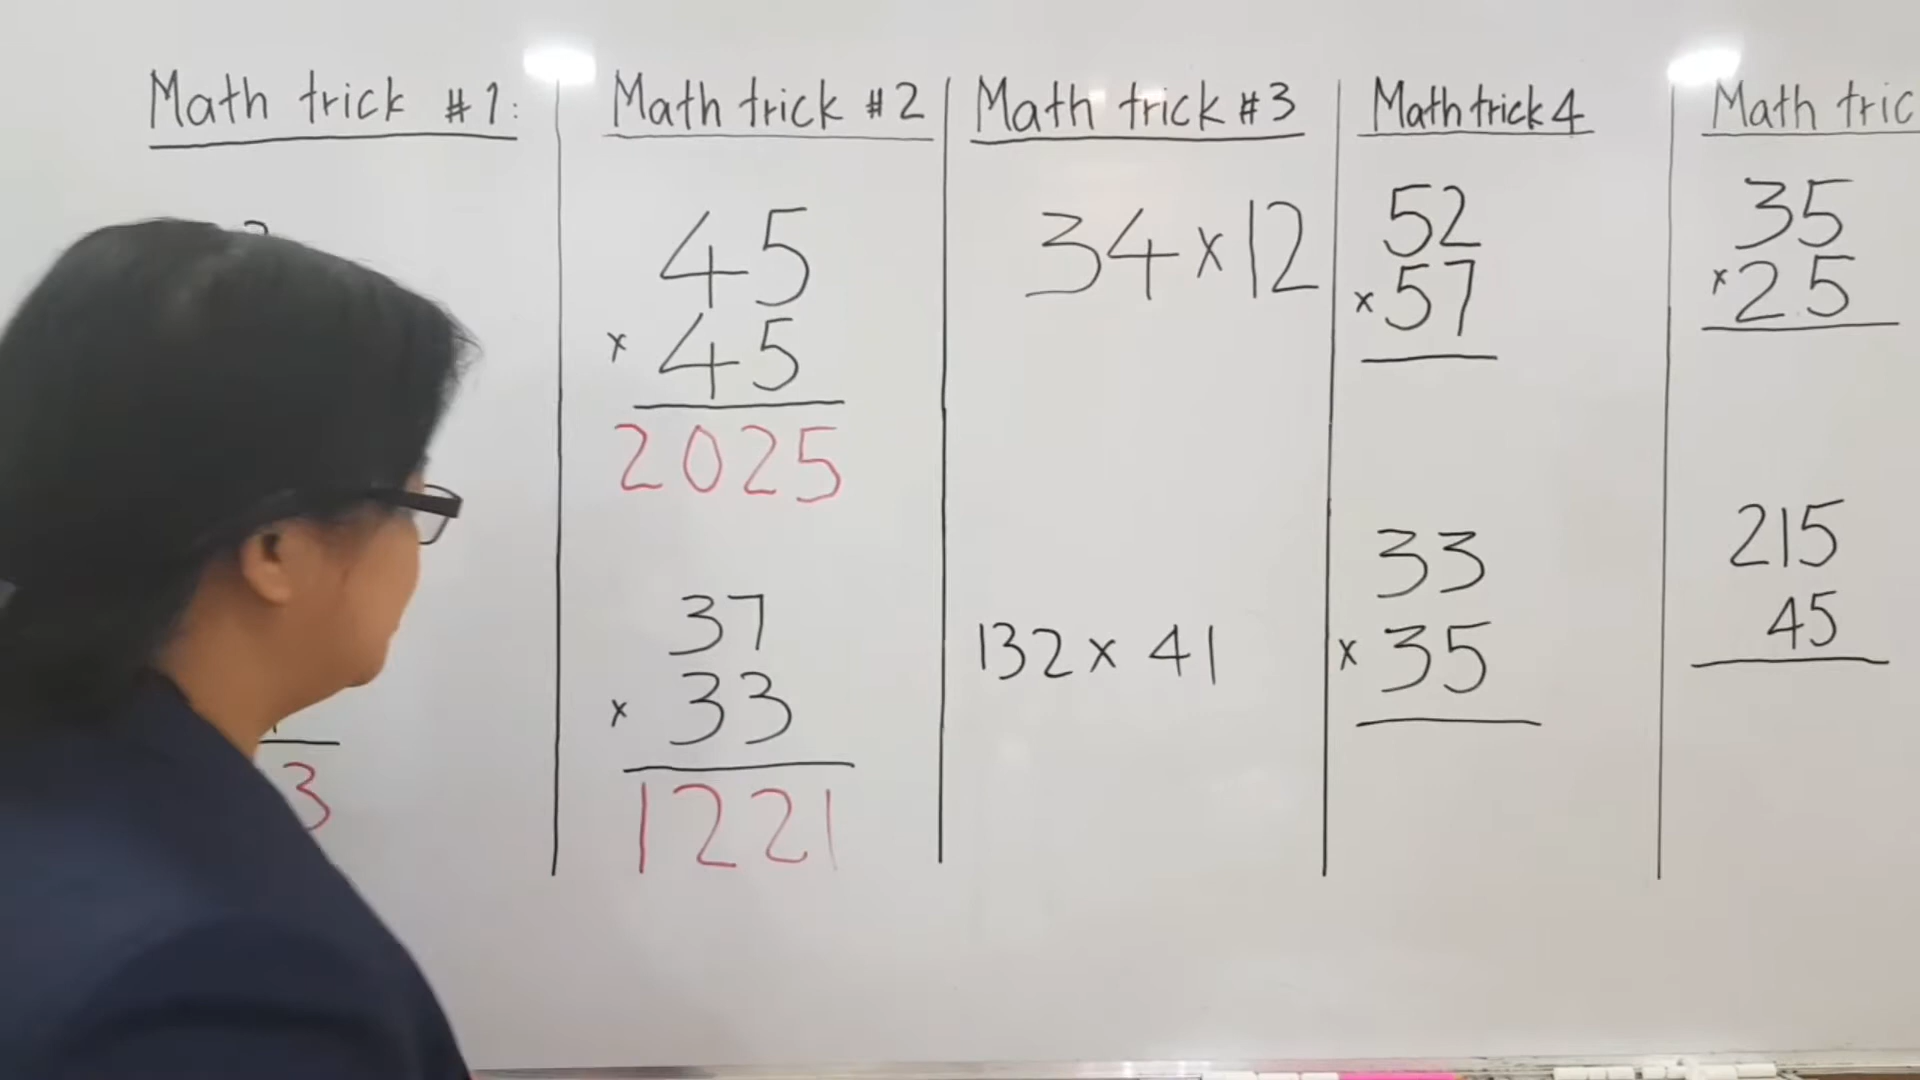 Math trick #1:
3
Math trick #2
45
x 45
2025
37
x 33
1221
Math trick #3
34 x 12
132 x 41
Math trick 4
52
x 57
33
x 35
Math tric
35
x 25
215
45